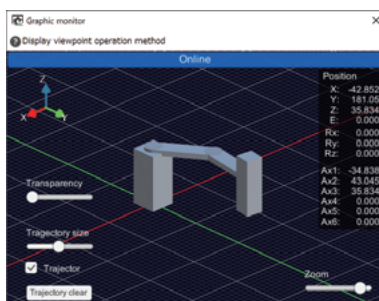 Graphic monitor
Display viewpoint operation method
Online
Position
X: -42.852
Y: 181.05
Z: 35.834
E: 0.000
Rx: 0.000
Ry: 0.000
Rz: 0.000
Ax1: -34.838
Ax2: 43.045
Ax3: 35.834
Ax4: 0.000
Ax5: 0.000
Ax6: 0.000
Z
X
Y
Transparency
Tragectory size
Trajector
Trajectory clear
Zoom